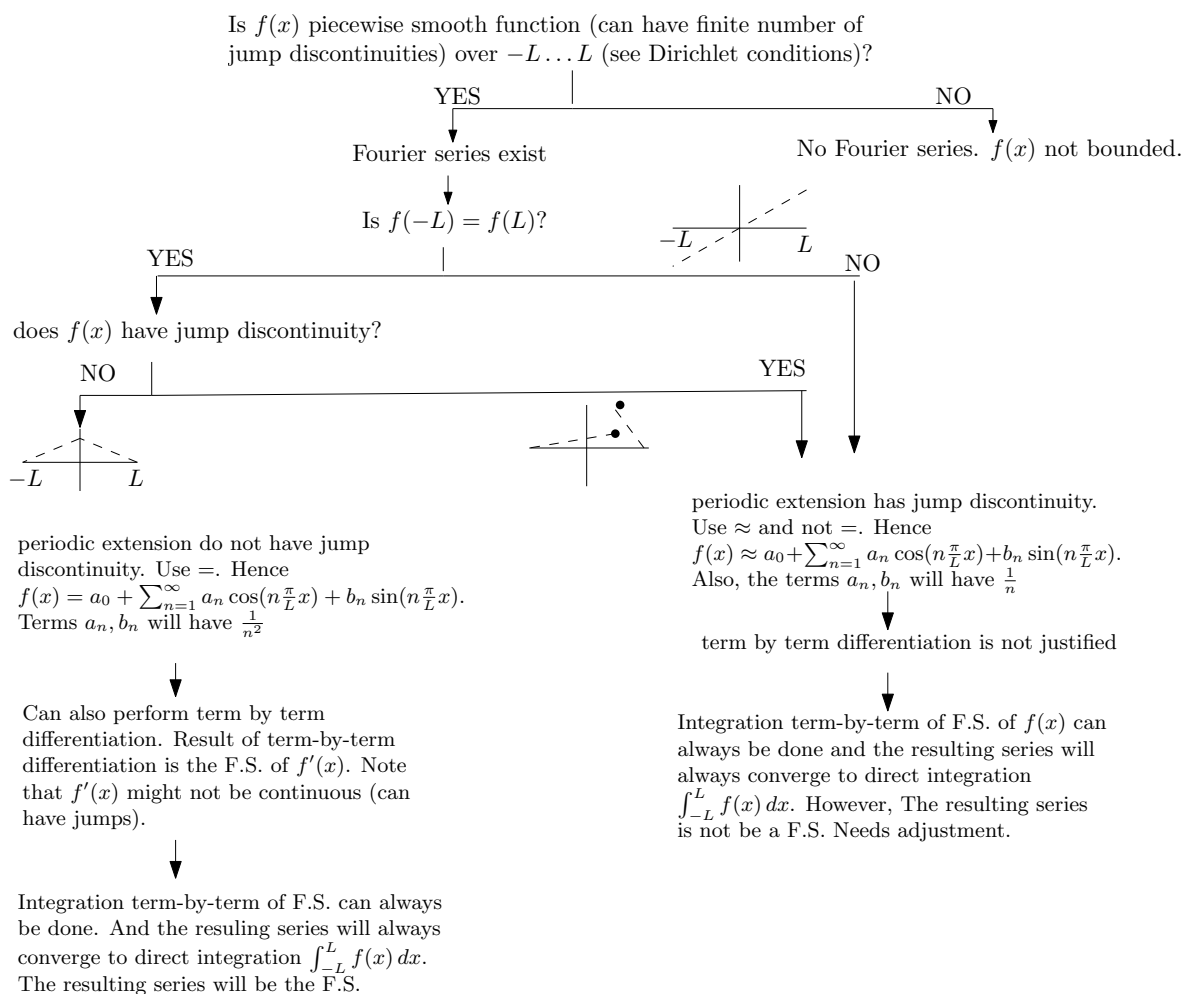 Is f(x) piecewise smooth function (can have finite number of
jump discontinuities) over −L…L (see Dirichlet conditions)?
YES
NO
Fourier series exist
No Fourier series. f(x) not bounded.
Is f(−L) = f(L)?
−L
L
YES
NO
does f(x) have jump discontinuity?
NO
YES
−L
L
periodic extension has jump discontinuity.
Use ≈ and not =. Hence
f(x) ≈ a₀+∑_{n=1}^{∞} aₙ cos(n π/L x)+bₙ sin(n π/L x).
Also, the terms aₙ, bₙ will have 1/n
term by term differentiation is not justified
Integration term-by-term of F.S. of f(x) can
always be done and the resulting series will
always converge to direct integration
∫_{−L}^{L} f(x) dx. However, The resulting series
is not be a F.S. Needs adjustment.
periodic extension do not have jump
discontinuity. Use =. Hence
f(x) = a₀ + ∑_{n=1}^{∞} aₙ cos(n π/L x) + bₙ sin(n π/L x).
Terms aₙ, bₙ will have 1/n²
Can also perform term by term
differentiation. Result of term-by-term
differentiation is the F.S. of f′(x). Note
that f′(x) might not be continuous (can
have jumps).
Integration term-by-term of F.S. can always
be done. And the resuling series will always
converge to direct integration ∫_{−L}^{L} f(x) dx.
The resulting series will be the F.S.